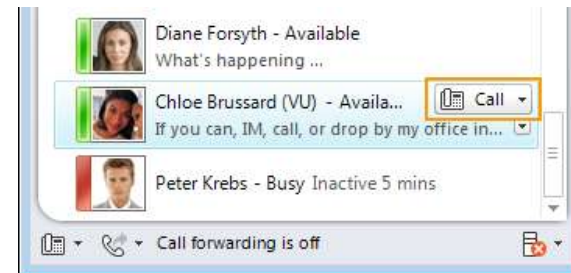 Diane Forsyth - Available
What's happening ...
Chloe Brussard (VU) - Availa... Call
If you can, IM, call, or drop by my office in...
Peter Krebs - Busy Inactive 5 mins
Call forwarding is off